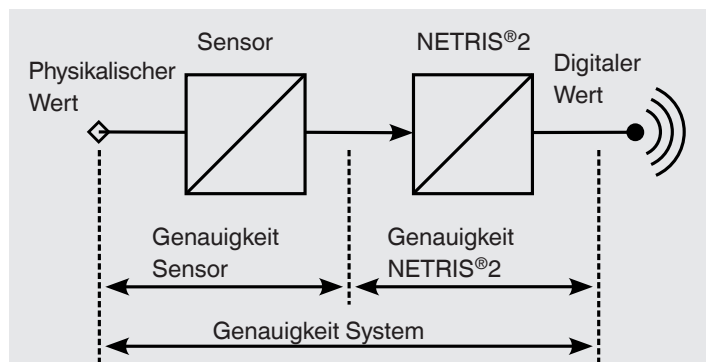 Sensor
NETRIS®2
Physikalischer
Wert
Digitaler
Wert
Genauigkeit
Sensor
Genauigkeit
NETRIS®2
Genauigkeit System